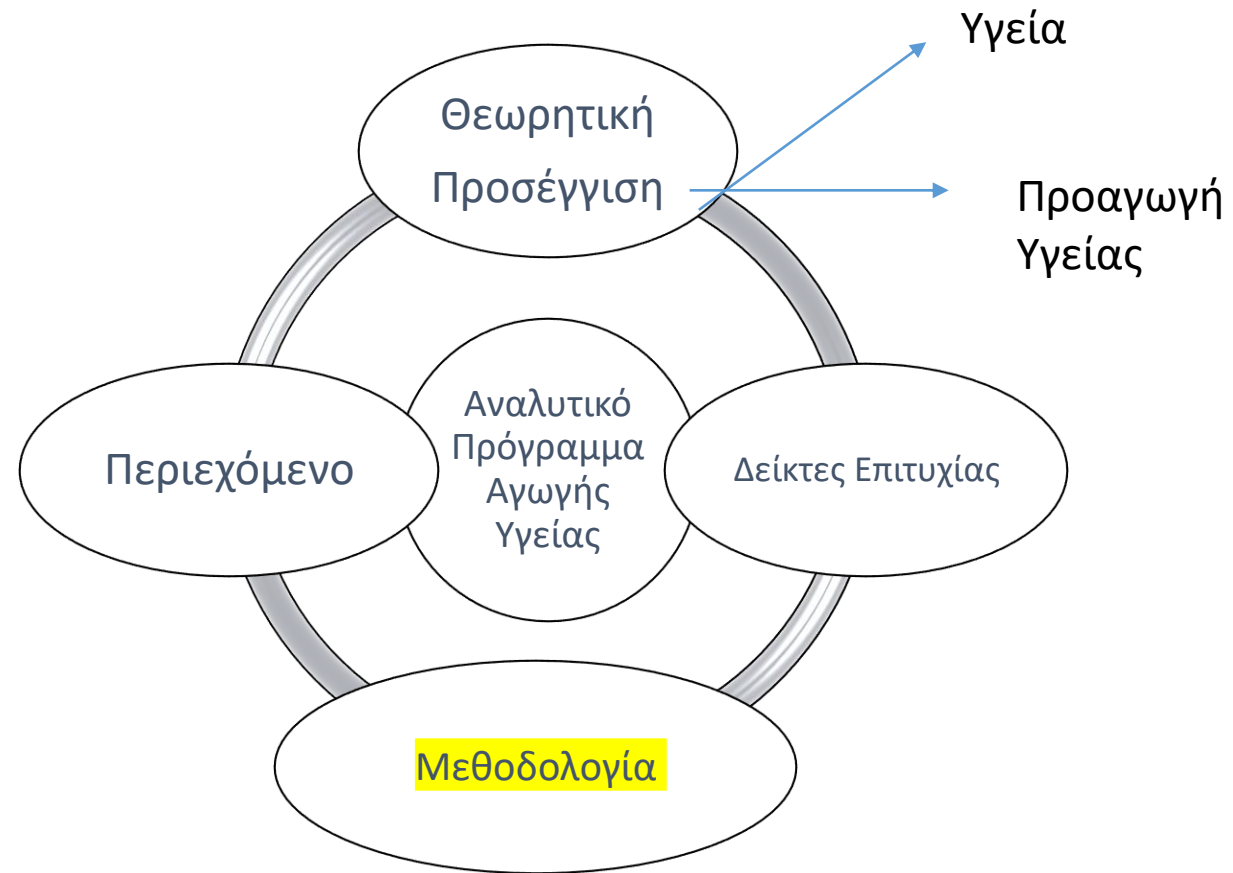 Υγεία
Θεωρητική
Προσέγγιση
Προαγωγή
Υγείας
Αναλυτικό
Πρόγραμμα
Αγωγής
Υγείας
Περιεχόμενο
Δείκτες Επιτυχίας
Μεθοδολογία